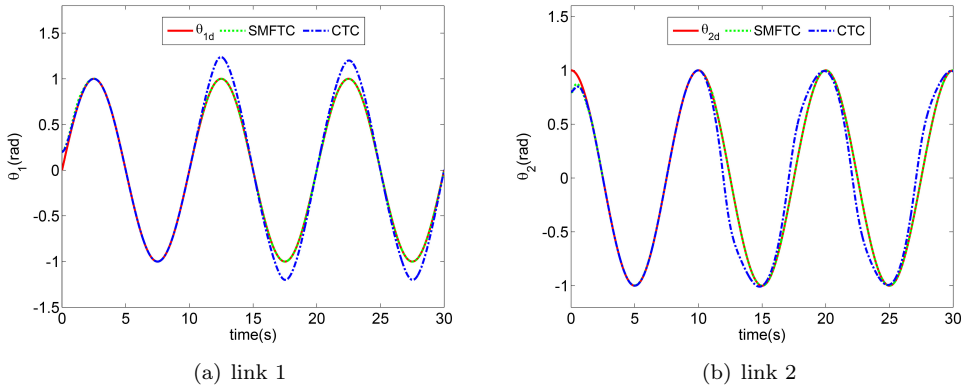 θ1d SMFTC CTC
1.5
1
0.5
0
-0.5
-1
-1.5
θ1(rad)
0 5 10 15 20 25 30
time(s)
(a) link 1
θ2d SMFTC CTC
1.5
1
0.5
0
-0.5
-1
θ2(rad)
0 5 10 15 20 25 30
time(s)
(b) link 2